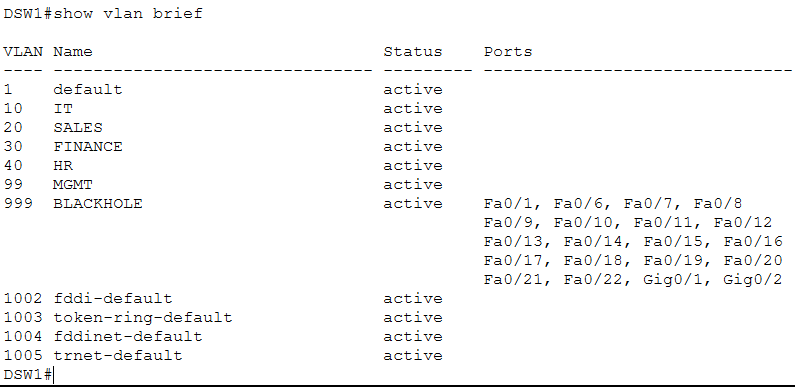 DSW1#show vlan brief
VLAN Name                             Status    Ports
---- -------------------------------- --------- -------------------------------
1    default                          active
10   IT                               active
20   SALES                            active
30   FINANCE                          active
40   HR                               active
99   MGMT                             active
999  BLACKHOLE                        active    Fa0/1, Fa0/6, Fa0/7, Fa0/8
                                                Fa0/9, Fa0/10, Fa0/11, Fa0/12
                                                Fa0/13, Fa0/14, Fa0/15, Fa0/16
                                                Fa0/17, Fa0/18, Fa0/19, Fa0/20
                                                Fa0/21, Fa0/22, Gig0/1, Gig0/2
1002 fddi-default                     active
1003 token-ring-default               active
1004 fddinet-default                  active
1005 trnet-default                    active
DSW1#